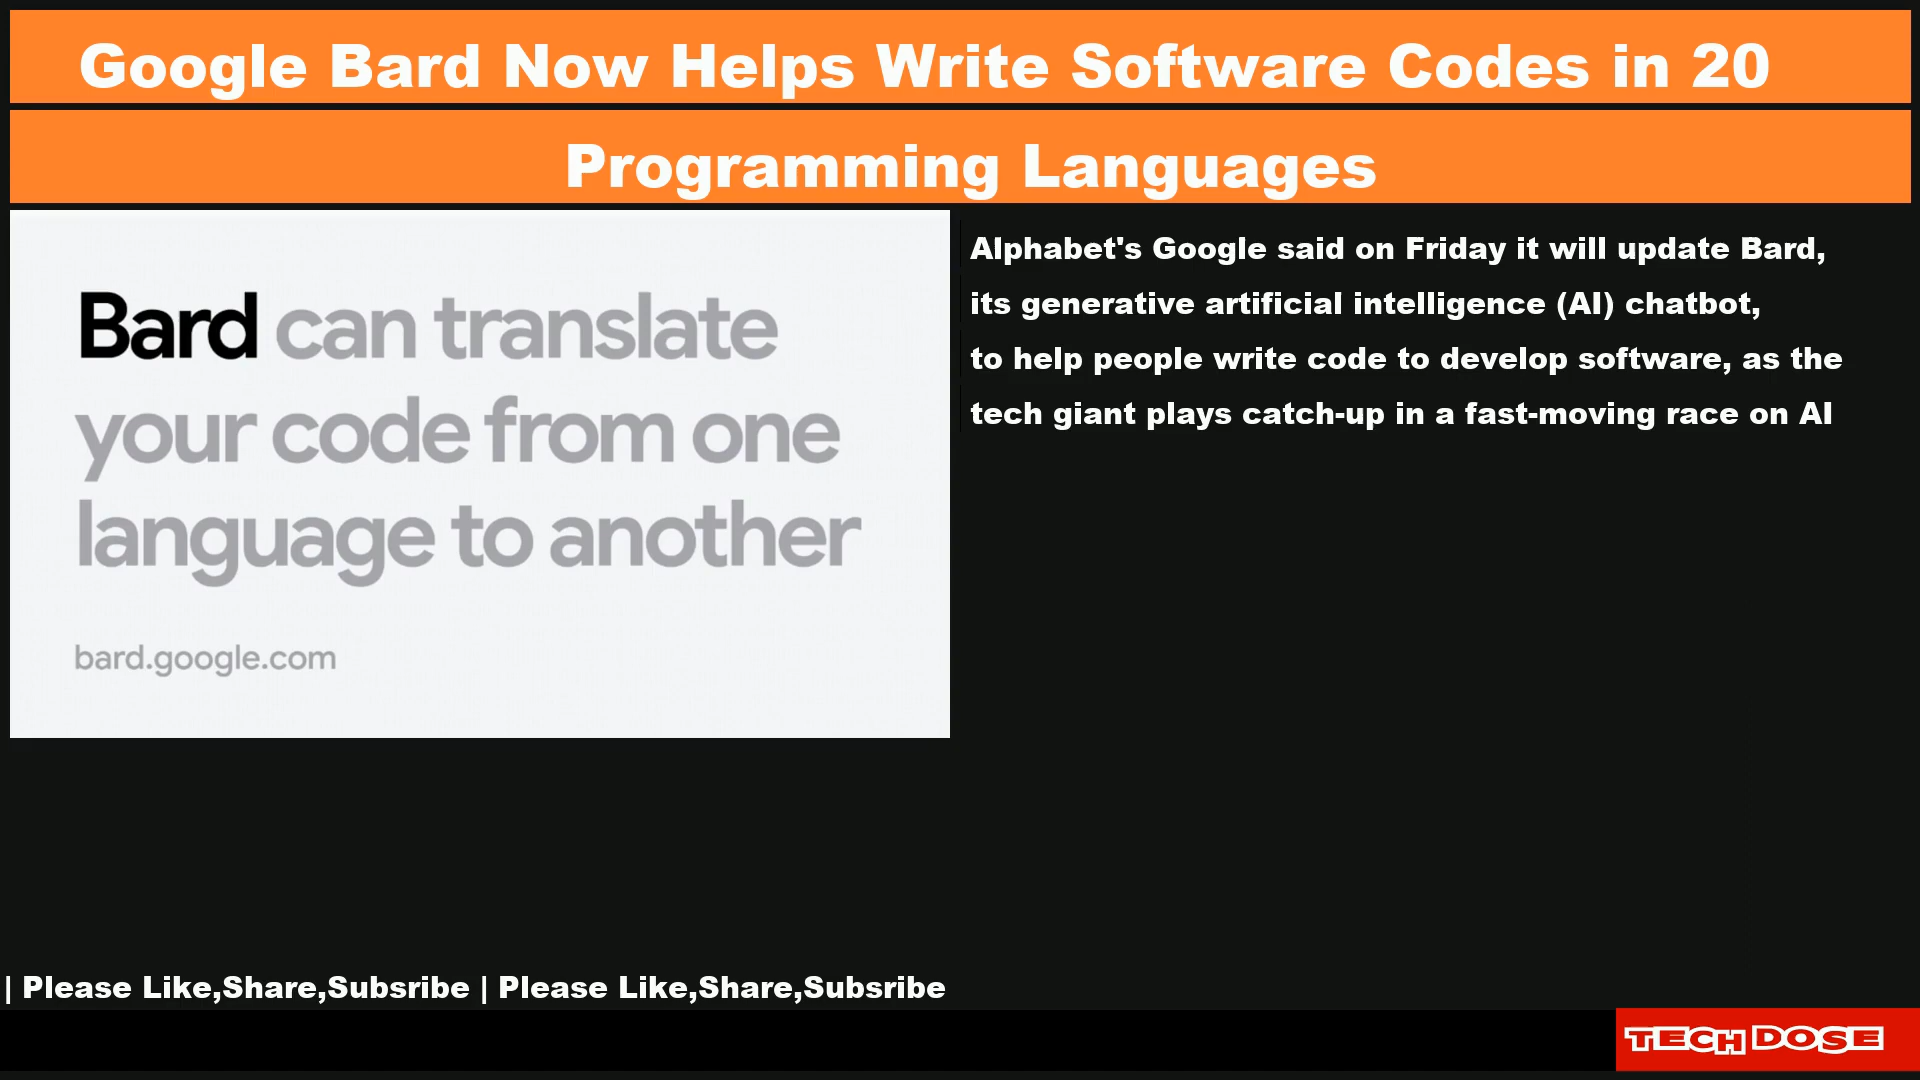 Google Bard Now Helps Write Software Codes in 20
Programming Languages
Bard can translate
your code from one
language to another
bard.google.com
Alphabet's Google said on Friday it will update Bard,
its generative artificial intelligence (AI) chatbot,
to help people write code to develop software, as the
tech giant plays catch-up in a fast-moving race on AI
| Please Like,Share,Subsribe | Please Like,Share,Subsribe
TECH DOSE